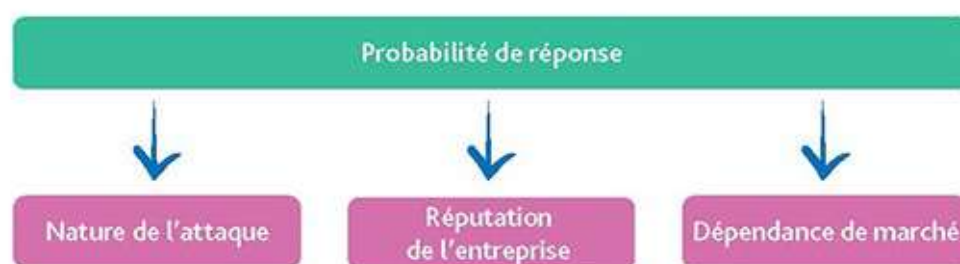 Probabilité de réponse
Nature de l'attaque
Réputation
de l'entreprise
Dépendance de marché